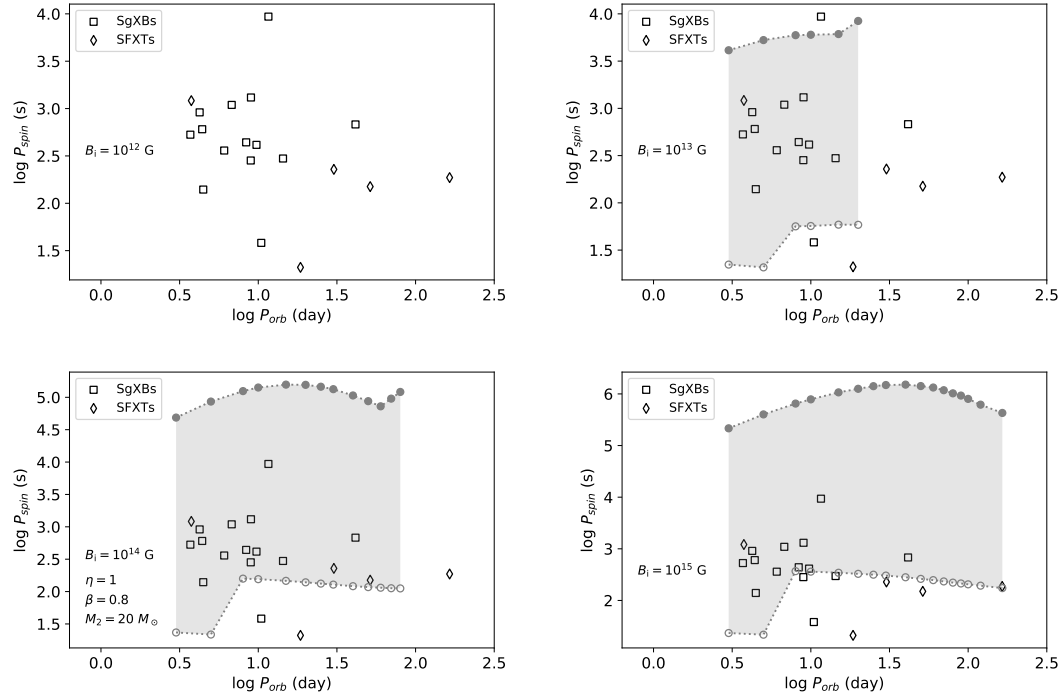 4.0
3.5
3.0
2.5
2.0
1.5
log P_spin (s)
SgXBs
SFXTs
B_i = 10^12 G
0.0 0.5 1.0 1.5 2.0 2.5
log P_orb (day)
4.0
3.5
3.0
2.5
2.0
1.5
log P_spin (s)
SgXBs
SFXTs
B_i = 10^13 G
0.0 0.5 1.0 1.5 2.0 2.5
log P_orb (day)
5.0
4.5
4.0
3.5
3.0
2.5
2.0
1.5
log P_spin (s)
SgXBs
SFXTs
B_i = 10^14 G
η = 1
β = 0.8
M_2 = 20 M_⊙
0.0 0.5 1.0 1.5 2.0 2.5
log P_orb (day)
6
5
4
3
2
log P_spin (s)
SgXBs
SFXTs
B_i = 10^15 G
0.0 0.5 1.0 1.5 2.0 2.5
log P_orb (day)